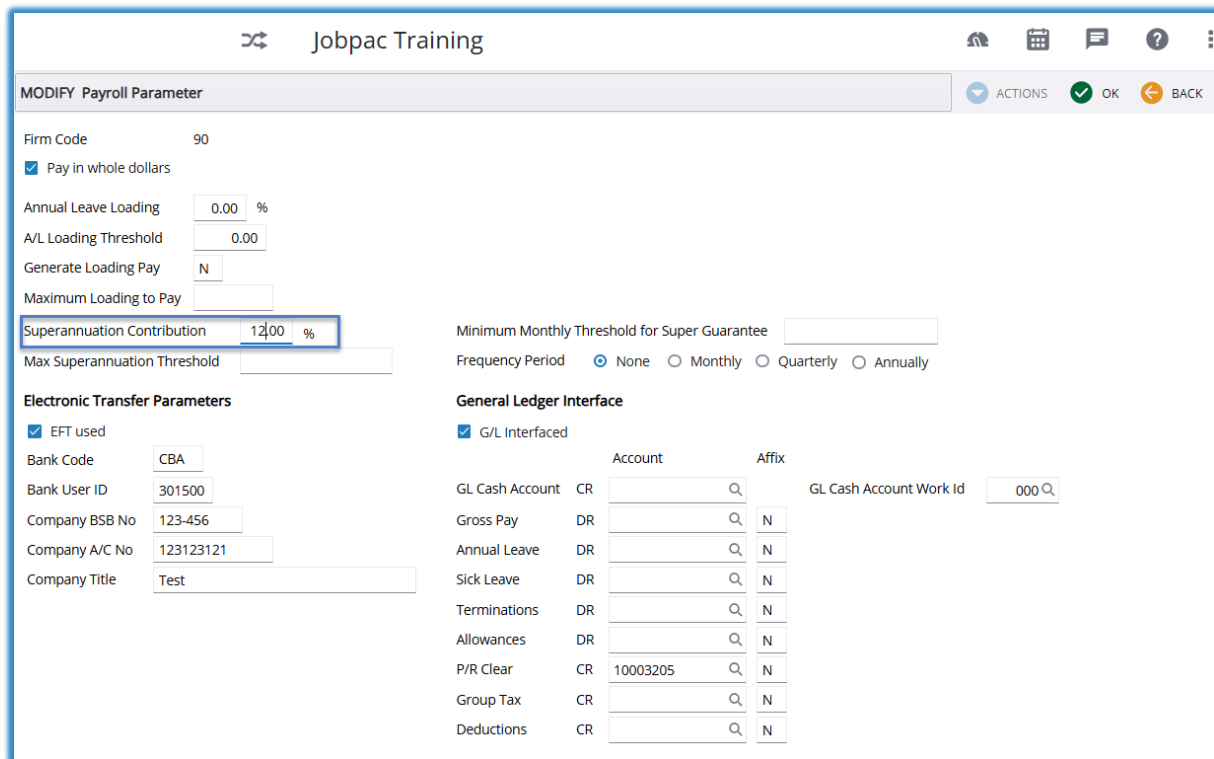 Jobpac Training
MODIFY Payroll Parameter
ACTIONS
OK
BACK
Firm Code 90
Pay in whole dollars
Annual Leave Loading 0.00 %
A/L Loading Threshold 0.00
Generate Loading Pay N
Maximum Loading to Pay
Superannuation Contribution 12.00 %
Minimum Monthly Threshold for Super Guarantee
Max Superannuation Threshold
Frequency Period None Monthly Quarterly Annually
Electronic Transfer Parameters
EFT used
Bank Code CBA
Bank User ID 301500
Company BSB No 123-456
Company A/C No 123123121
Company Title Test
General Ledger Interface
G/L Interfaced
Account Affix
GL Cash Account CR
GL Cash Account Work Id 000
Gross Pay DR N
Annual Leave DR N
Sick Leave DR N
Terminations DR N
Allowances DR N
P/R Clear CR 10003205 N
Group Tax CR N
Deductions CR N